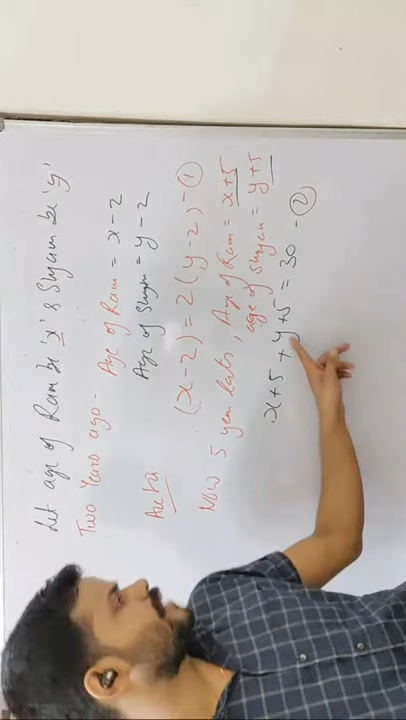 Let age of Ram be 'x' & Shyam be 'y'
Two Years ago - Age of Ram = x-2
Age of Shyam = y-2
(x-2) = 2(y-2) - ①
Now 5 year later, Age of Ram = x+5
age of Shyam = y+5
x+5 + y+5 = 30 - ②